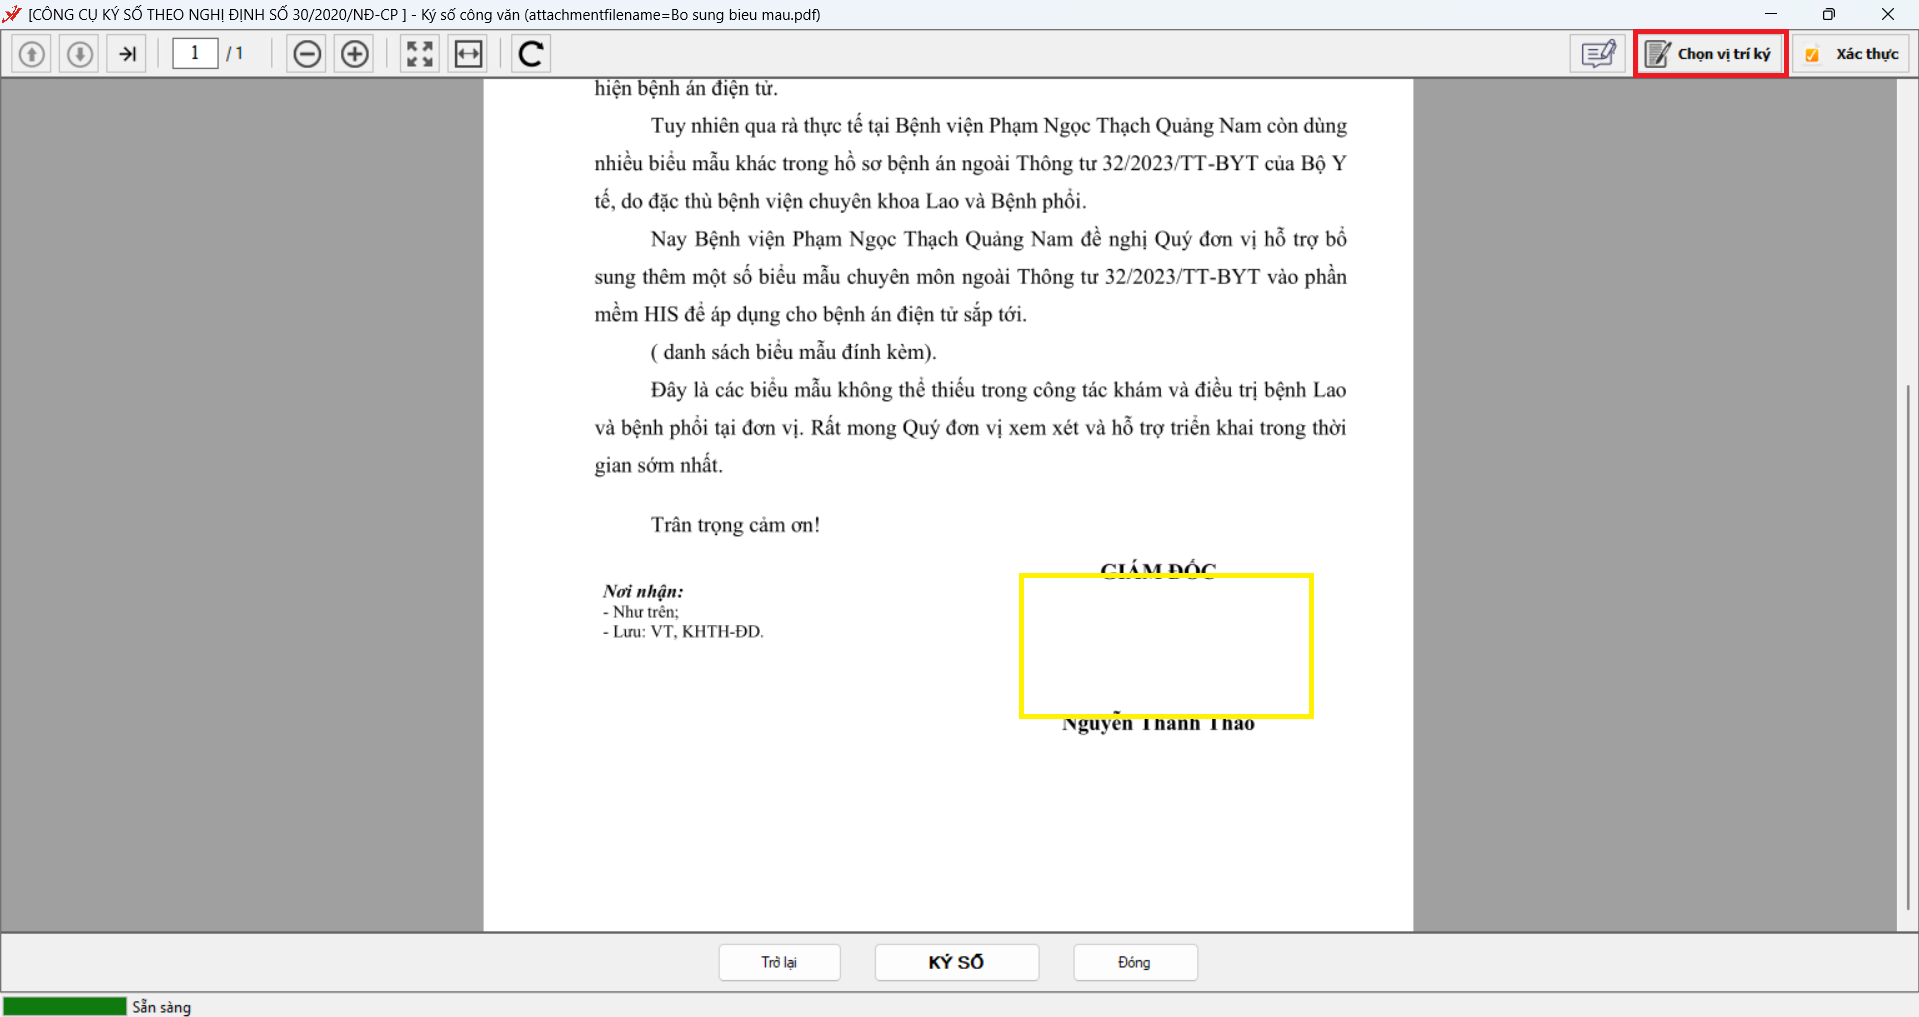 [CÔNG CỤ KÝ SỐ THEO NGHỊ ĐỊNH SỐ 30/2020/NĐ-CP ] - Ký số công văn (attachmentfilename=Bo sung bieu mau.pdf)
1 / 1
Chọn vị trí ký
Xác thực
hiện bệnh án điện tử.
Tuy nhiên qua rà thực tế tại Bệnh viện Phạm Ngọc Thạch Quảng Nam còn dùng
nhiều biểu mẫu khác trong hồ sơ bệnh án ngoài Thông tư 32/2023/TT-BYT của Bộ Y
tế, do đặc thù bệnh viện chuyên khoa Lao và Bệnh phổi.
Nay Bệnh viện Phạm Ngọc Thạch Quảng Nam đề nghị Quý đơn vị hỗ trợ bổ
sung thêm một số biểu mẫu chuyên môn ngoài Thông tư 32/2023/TT-BYT vào phần
mềm HIS để áp dụng cho bệnh án điện tử sắp tới.
( danh sách biểu mẫu đính kèm).
Đây là các biểu mẫu không thể thiếu trong công tác khám và điều trị bệnh Lao
và bệnh phổi tại đơn vị. Rất mong Quý đơn vị xem xét và hỗ trợ triển khai trong thời
gian sớm nhất.
Trân trọng cảm ơn!
GIÁM ĐỐC
Nơi nhận:
- Như trên;
- Lưu: VT, KHTH-ĐD.
Nguyễn Thanh Thảo
Trở lại
KÝ SỐ
Đóng
Sẵn sàng